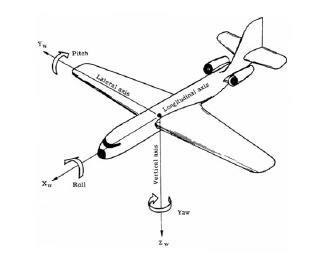 Yw
Pitch
Lateral axis
Longitudinal axis
Xw
Roll
Vertical axis
Yaw
Zw